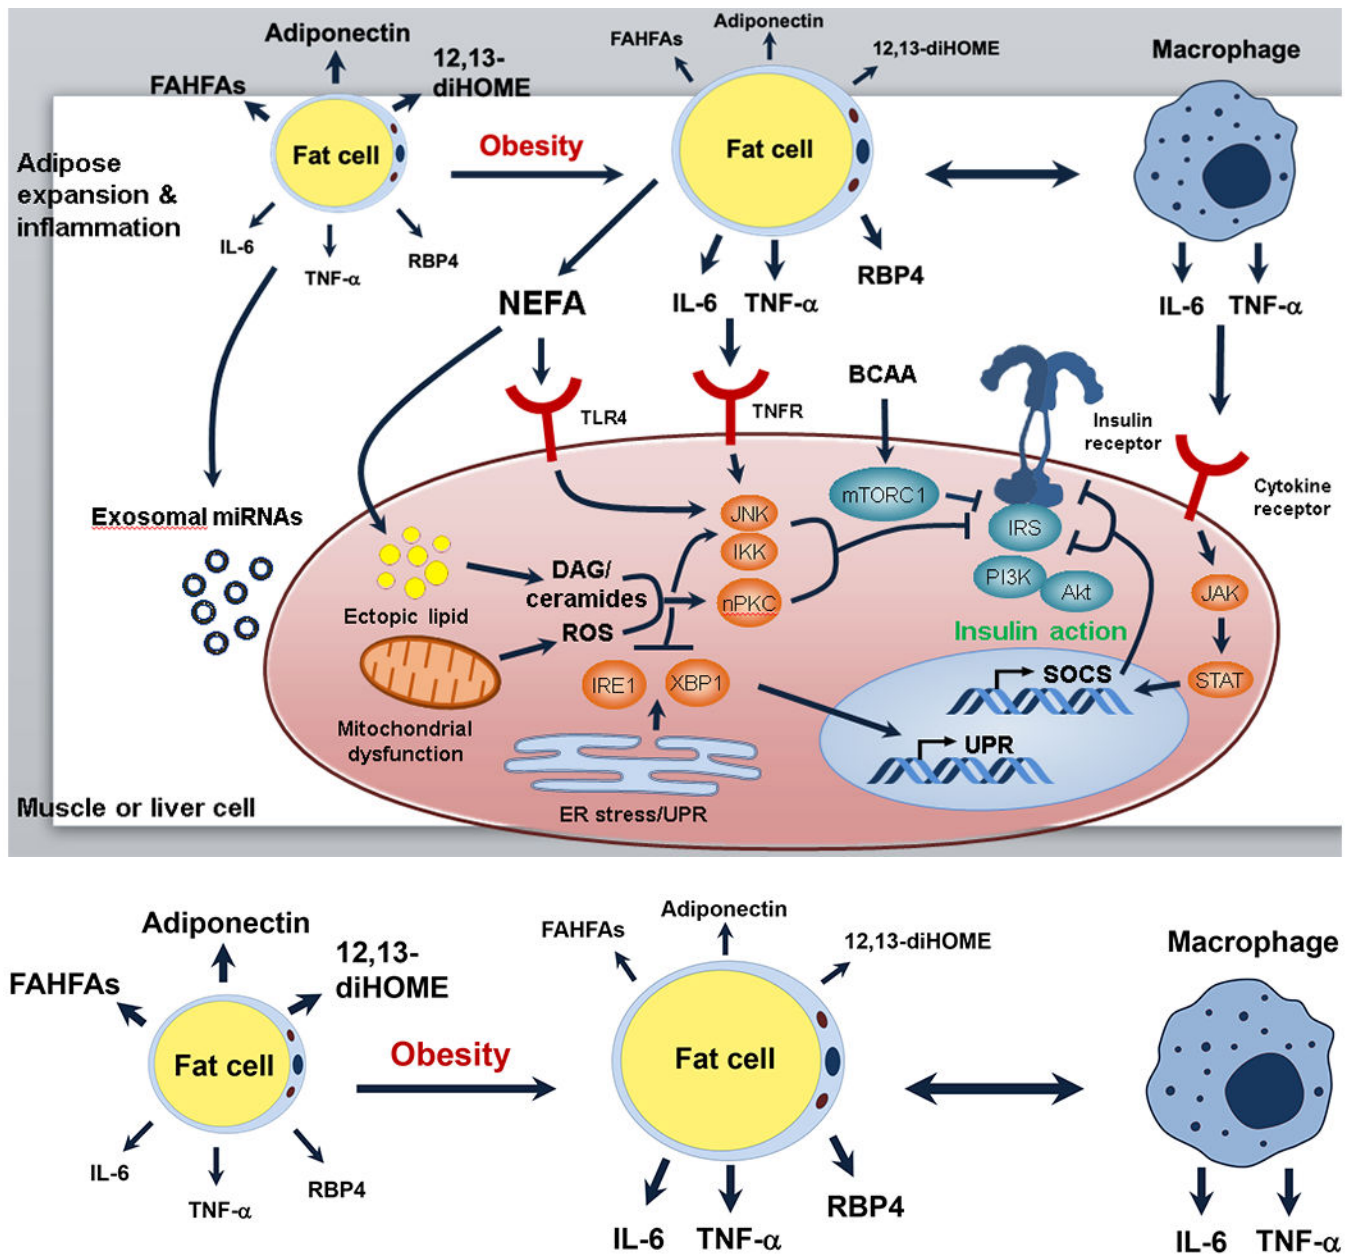 Adiponectin
12,13-
diHOME
FAHFAs
Fat cell
IL-6
TNF-α
RBP4
Adipose
expansion &
inflammation
Obesity
Adiponectin
FAHFAs
12,13-diHOME
Fat cell
RBP4
IL-6 TNF-α
Macrophage
IL-6 TNF-α
NEFA
BCAA
TLR4
TNFR
Insulin
receptor
Cytokine
receptor
Exosomal miRNAs
mTORC1
JNK
IKK
nPKC
IRS
PI3K
Akt
Insulin action
JAK
STAT
DAG/
ceramides
ROS
Ectopic lipid
Mitochondrial
dysfunction
IRE1
XBP1
SOCS
UPR
ER stress/UPR
Muscle or liver cell
Adiponectin
12,13-
diHOME
FAHFAs
Fat cell
IL-6
TNF-α
RBP4
Obesity
Adiponectin
FAHFAs
12,13-diHOME
Fat cell
RBP4
IL-6 TNF-α
Macrophage
IL-6 TNF-α